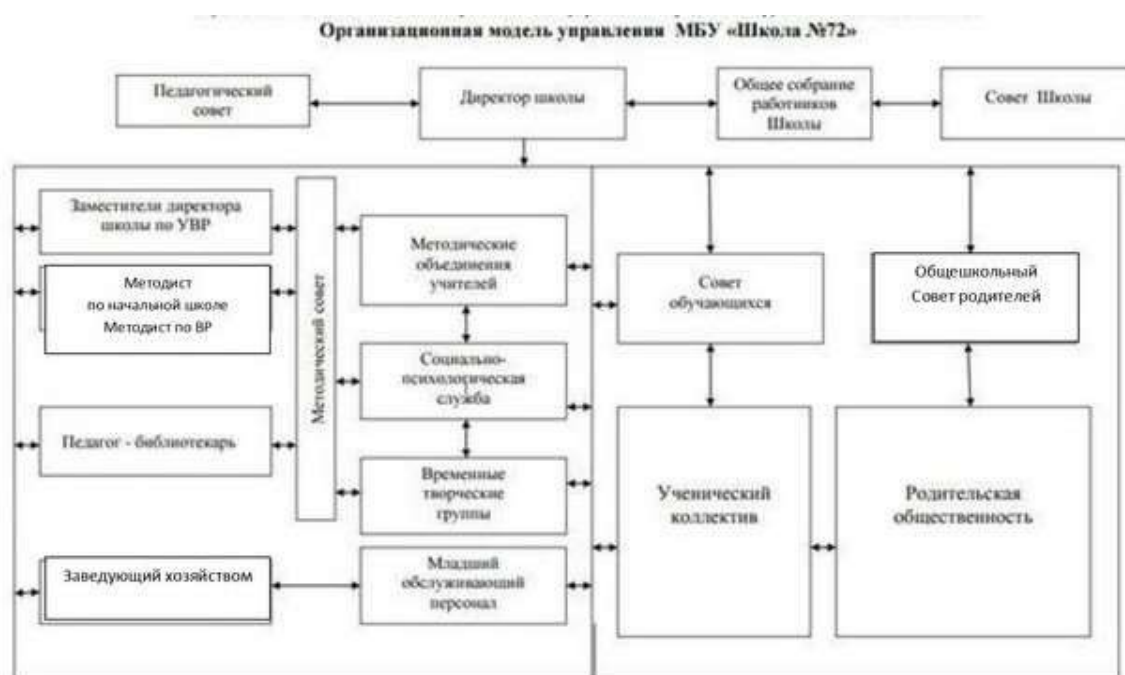 Организационная модель управления МБУ «Школа №72»
Педагогический
совет
Директор школы
Общее собрание
работников
Школы
Совет Школы
Заместители директора
школы по УВР
Методист
по начальной школе
Методист по ВР
Педагог - библиотекарь
Заведующий хозяйством
Методический совет
Методические
объединения
учителей
Социально-
психологическая
служба
Временные
творческие
группы
Младший
обслуживающий
персонал
Совет
обучающихся
Общешкольный
Совет родителей
Ученический
коллектив
Родительская
общественность